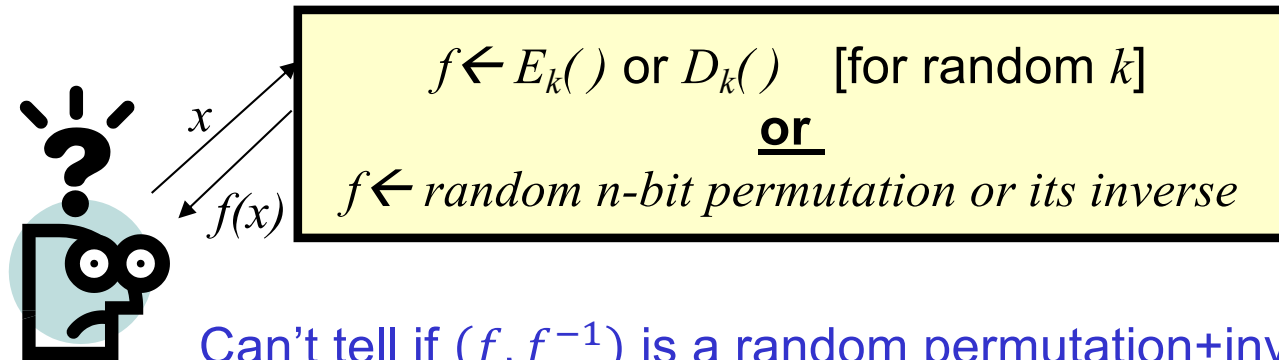 f← E_k( ) or D_k( ) [for random k]
or
f← random n-bit permutation or its inverse
x
f(x)
?
Can't tell if (f, f⁻¹) is a random permutation+inv